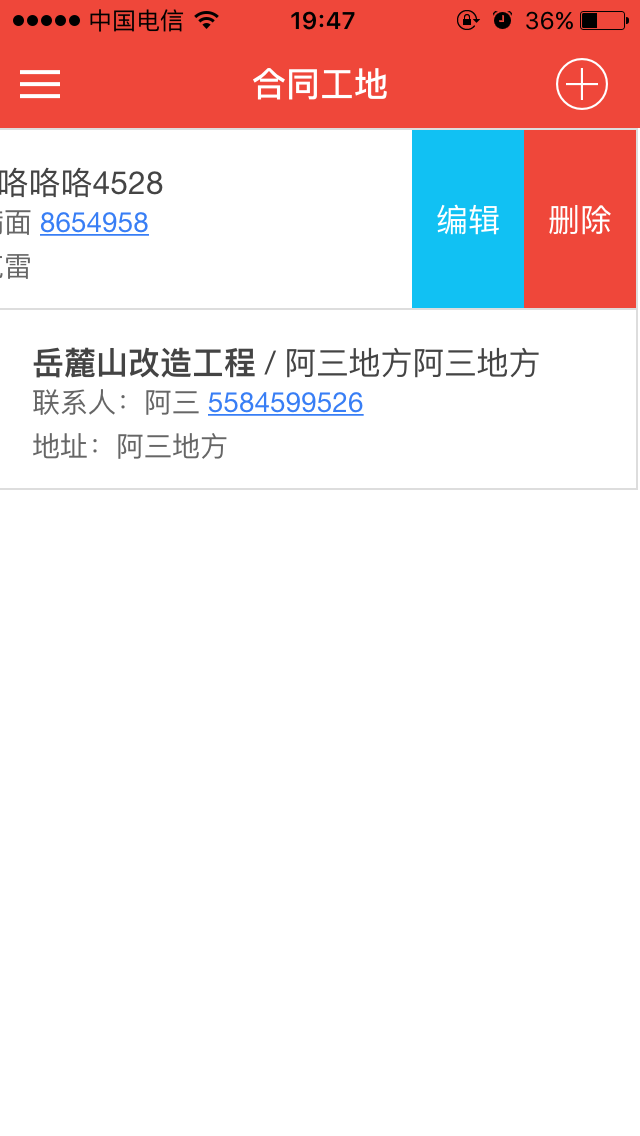 中国电信 19:47 36%
合同工地
咯咯咯4528
面 8654958
雷
编辑 删除
岳麓山改造工程 / 阿三地方阿三地方
联系人：阿三 5584599526
地址：阿三地方